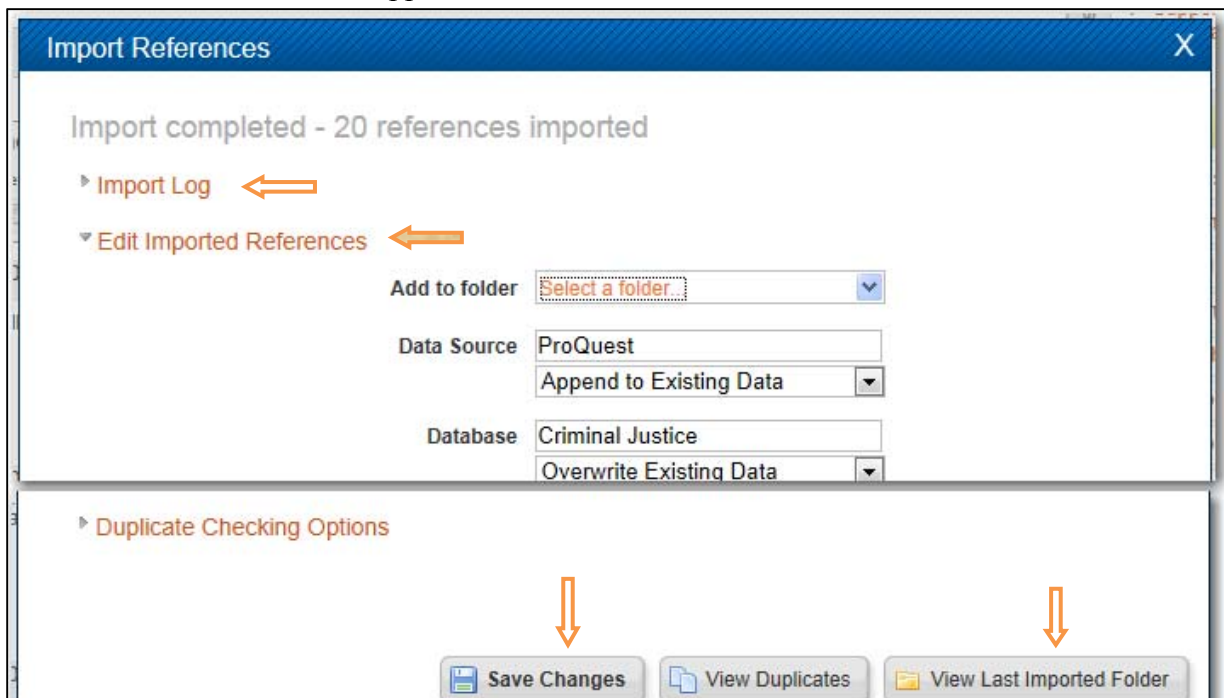 Import References X
Import completed - 20 references imported
Import Log
Edit Imported References
Add to folder Select a folder...
Data Source ProQuest
Append to Existing Data
Database Criminal Justice
Overwrite Existing Data
Duplicate Checking Options
Save Changes View Duplicates View Last Imported Folder